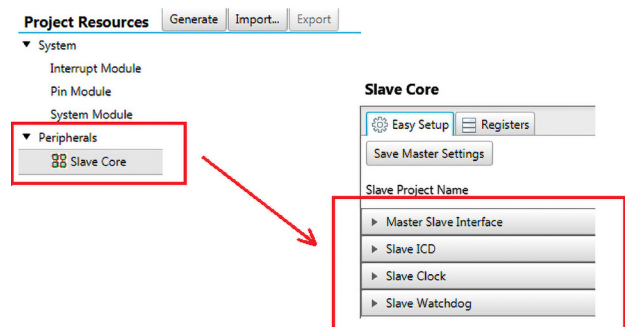 Project Resources Generate Import... Export
System
Interrupt Module
Pin Module
System Module
Peripherals
Slave Core
Slave Core
Easy Setup Registers
Save Master Settings
Slave Project Name
Master Slave Interface
Slave ICD
Slave Clock
Slave Watchdog